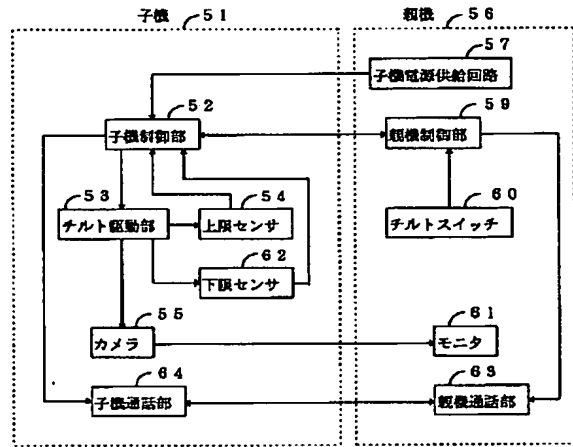 子機 51
親機 56
57
子機電源供給回路
52
子機制御部
59
親機制御部
53
チルト駆動部
54
上限センサ
60
チルトスイッチ
62
下限センサ
55
カメラ
61
モニタ
64
子機通話部
63
親機通話部